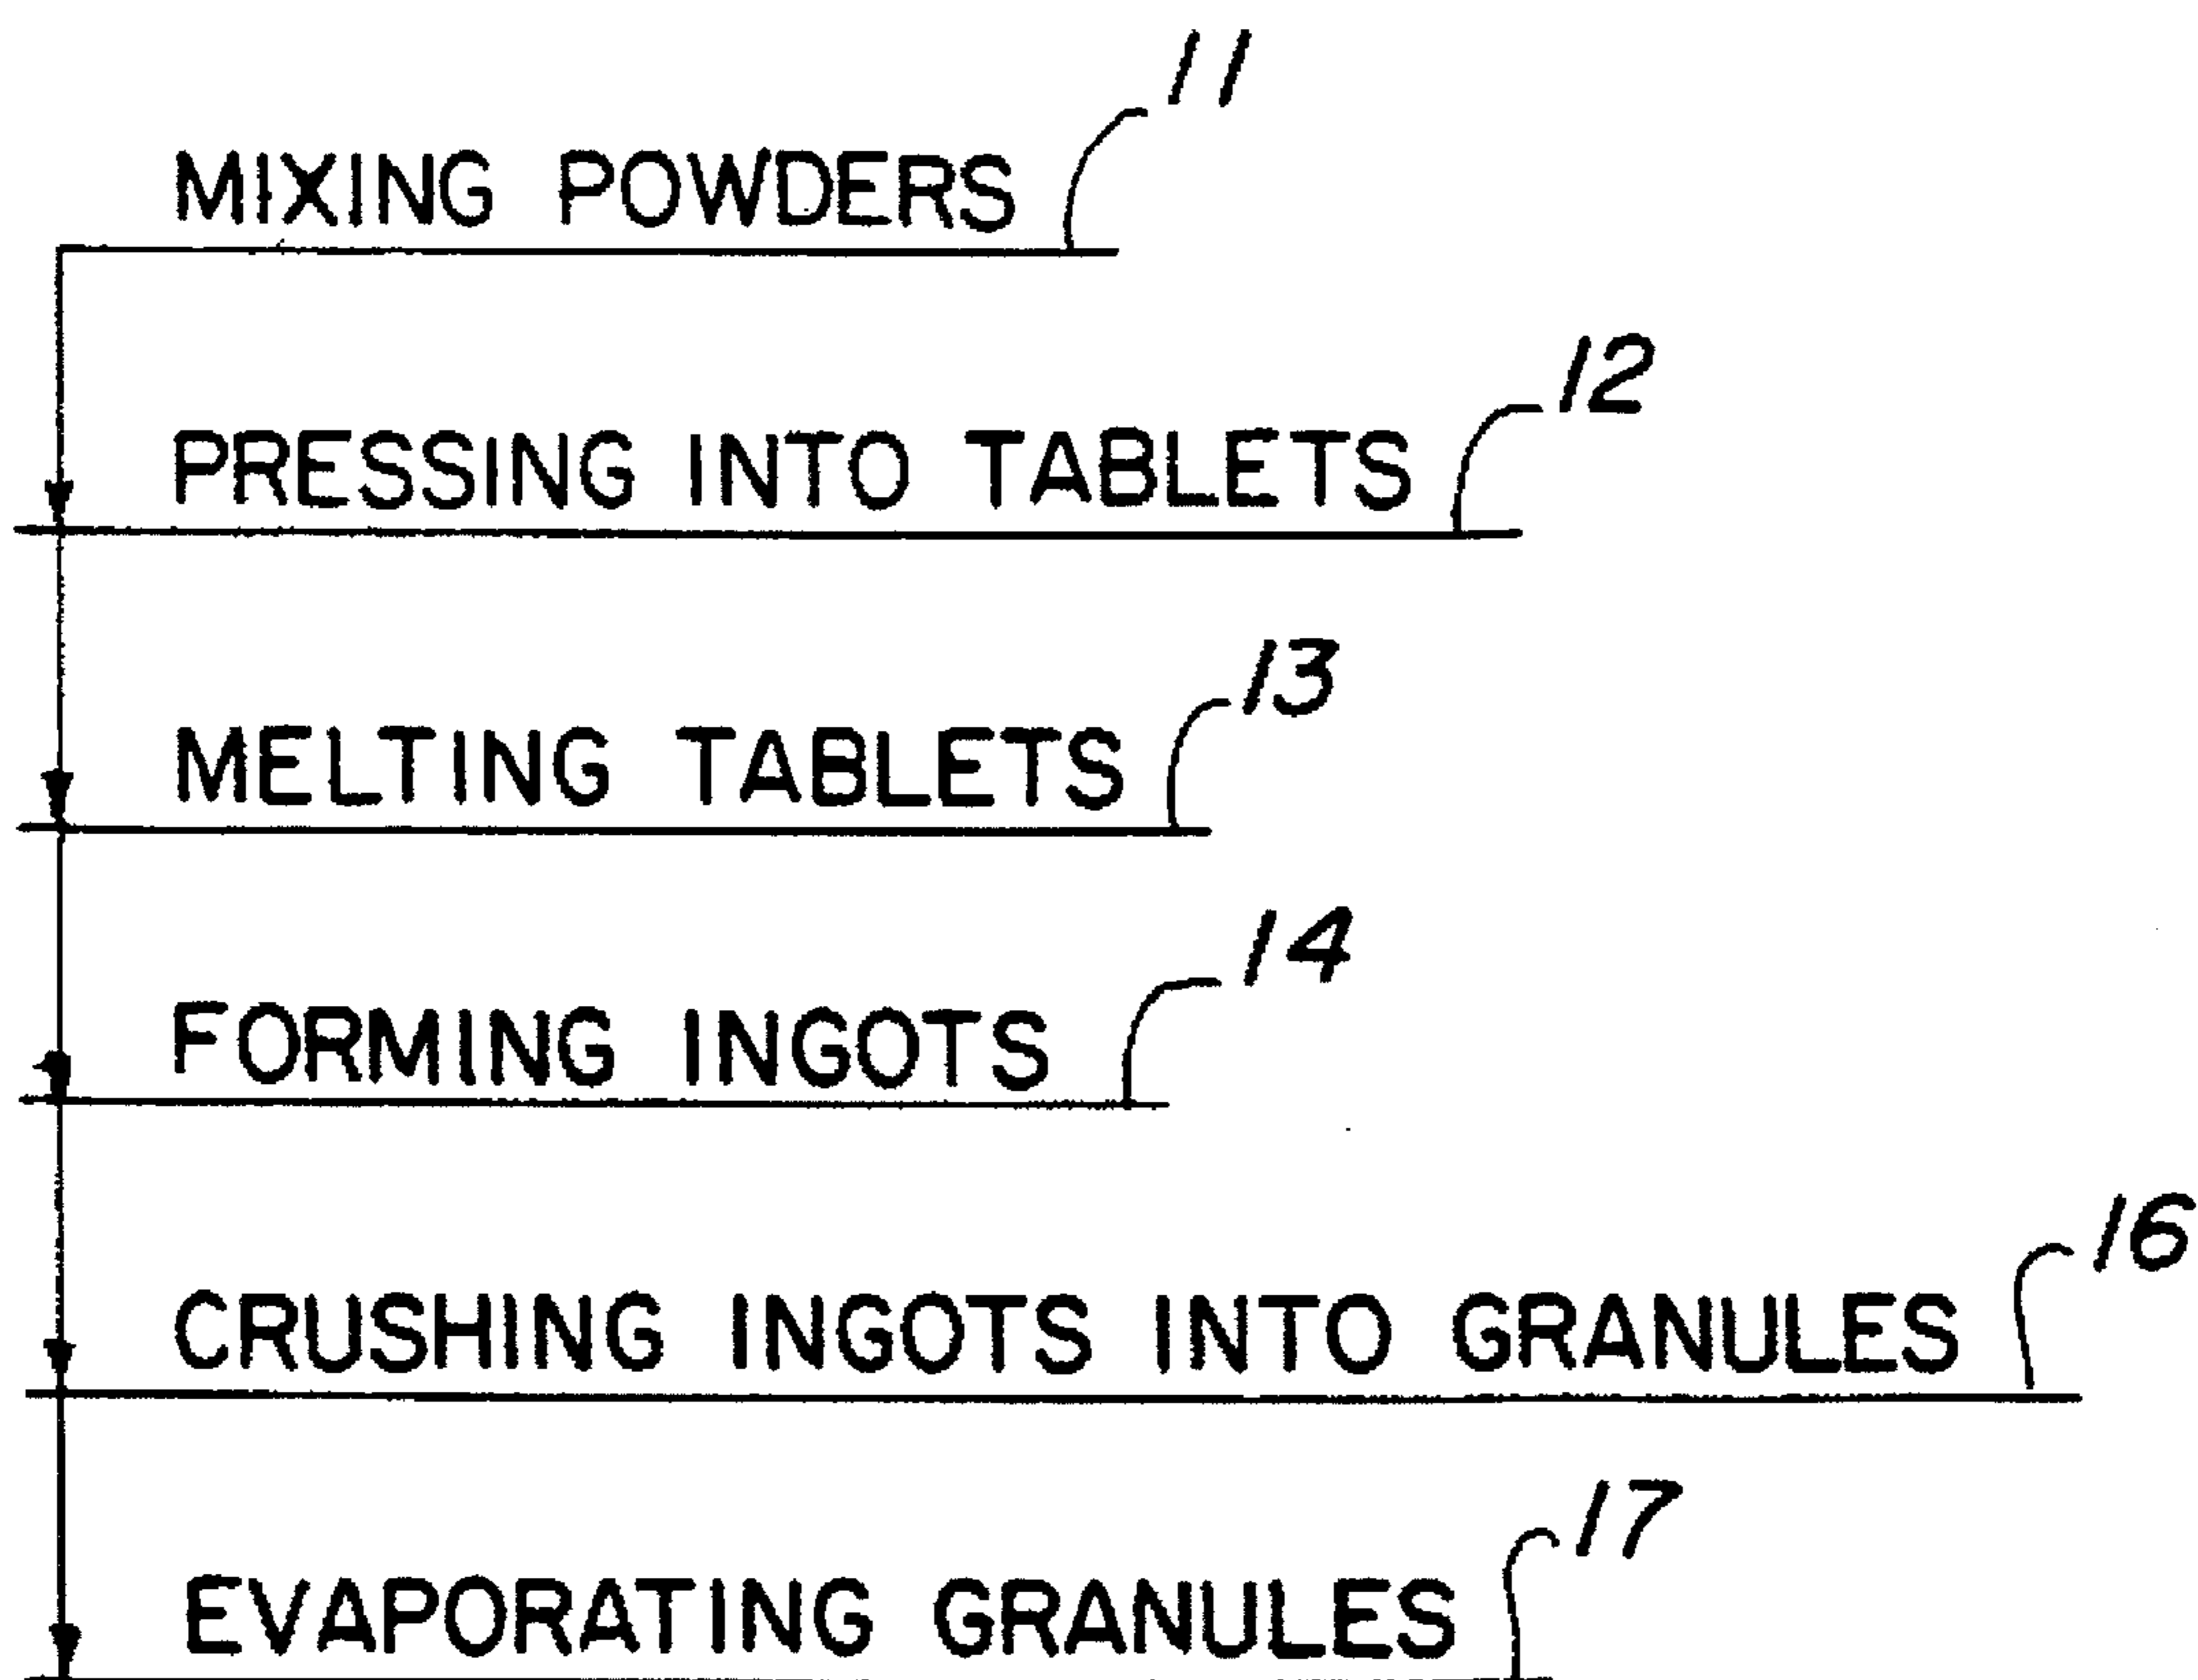 11
MIXING POWDERS
12
PRESSING INTO TABLETS
13
MELTING TABLETS
14
FORMING INGOTS
16
CRUSHING INGOTS INTO GRANULES
17
EVAPORATING GRANULES